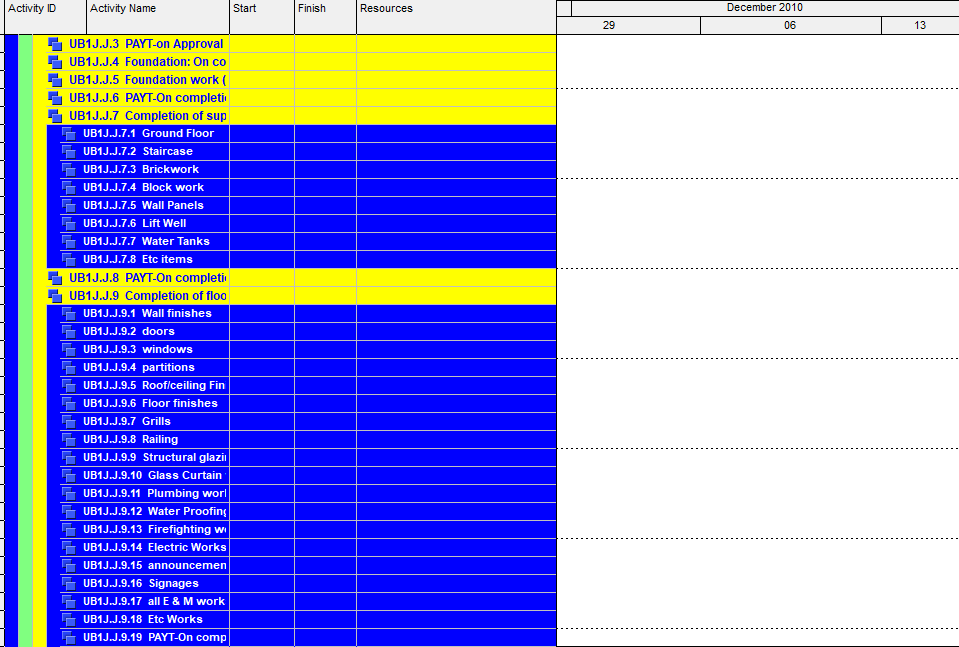 Activity ID Activity Name Start Finish Resources December 2010
29 06 13
UB1J.J.3 PAYT-on Approval
UB1J.J.4 Foundation: On co
UB1J.J.5 Foundation work (
UB1J.J.6 PAYT-On completi
UB1J.J.7 Completion of sup
UB1J.J.7.1 Ground Floor
UB1J.J.7.2 Staircase
UB1J.J.7.3 Brickwork
UB1J.J.7.4 Block work
UB1J.J.7.5 Wall Panels
UB1J.J.7.6 Lift Well
UB1J.J.7.7 Water Tanks
UB1J.J.7.8 Etc items
UB1J.J.8 PAYT-On completi
UB1J.J.9 Completion of floo
UB1J.J.9.1 Wall finishes
UB1J.J.9.2 doors
UB1J.J.9.3 windows
UB1J.J.9.4 partitions
UB1J.J.9.5 Roof/ceiling Fin
UB1J.J.9.6 Floor finishes
UB1J.J.9.7 Grills
UB1J.J.9.8 Railing
UB1J.J.9.9 Structural glazi
UB1J.J.9.10 Glass Curtain
UB1J.J.9.11 Plumbing worl
UB1J.J.9.12 Water Proofing
UB1J.J.9.13 Firefighting w
UB1J.J.9.14 Electric Works
UB1J.J.9.15 announcemen
UB1J.J.9.16 Signages
UB1J.J.9.17 all E & M work
UB1J.J.9.18 Etc Works
UB1J.J.9.19 PAYT-On comp